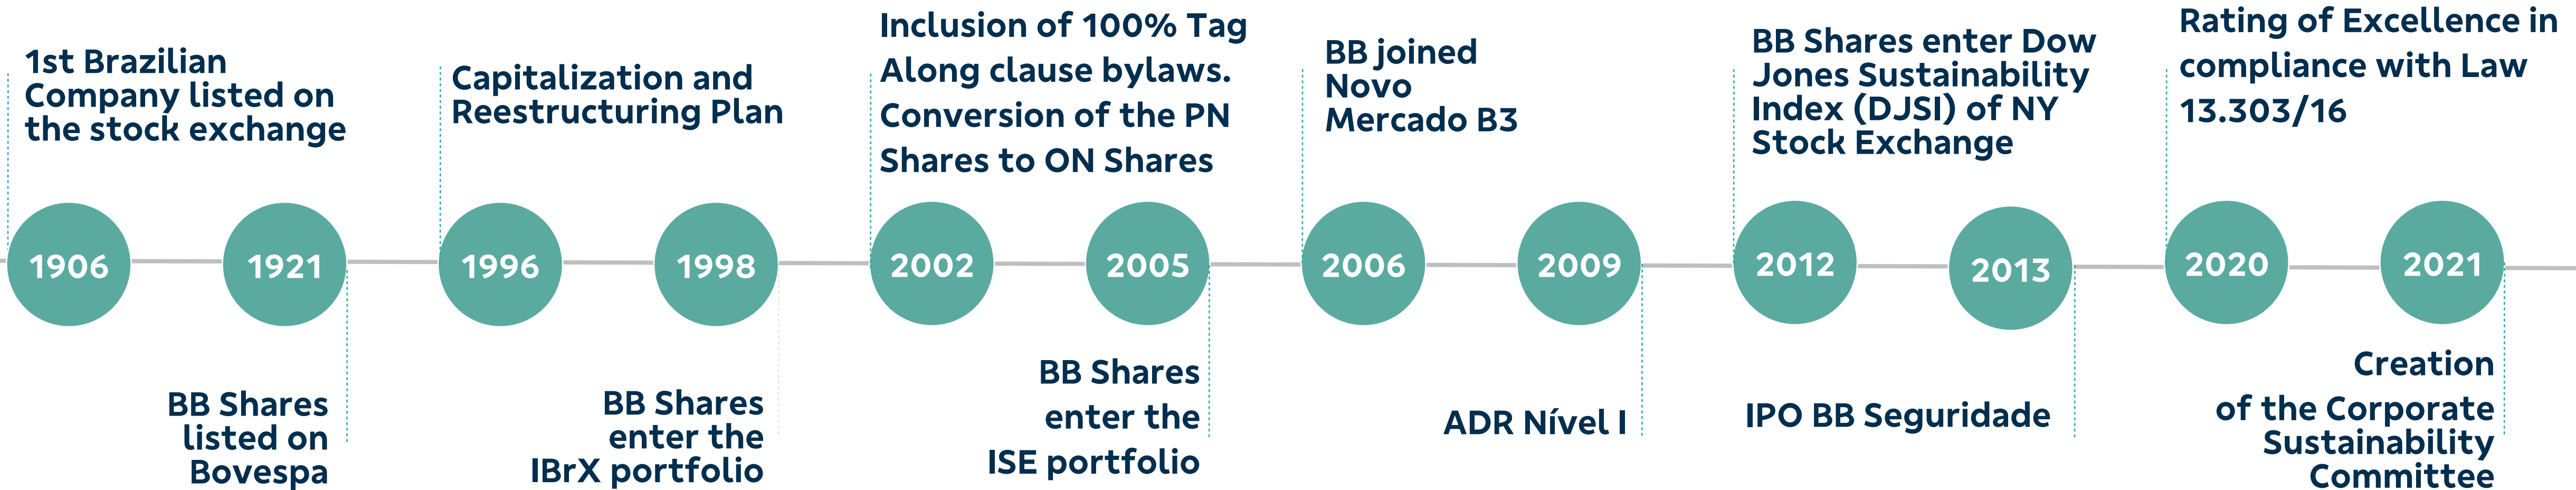 1st Brazilian
Company listed on
the stock exchange
1906
1921
BB Shares
listed on
Bovespa
Capitalization and
Reestructuring Plan
1996
1998
BB Shares
enter the
IBrX portfolio
Inclusion of 100% Tag
Along clause bylaws.
Conversion of the PN
Shares to ON Shares
2002
2005
BB Shares
enter the
ISE portfolio
BB joined
Novo
Mercado B3
2006
2009
ADR Nível I
BB Shares enter Dow
Jones Sustainability
Index (DJSI) of NY
Stock Exchange
2012
2013
IPO BB Seguridade
Rating of Excellence in
compliance with Law
13.303/16
2020
2021
Creation
of the Corporate
Sustainability
Committee